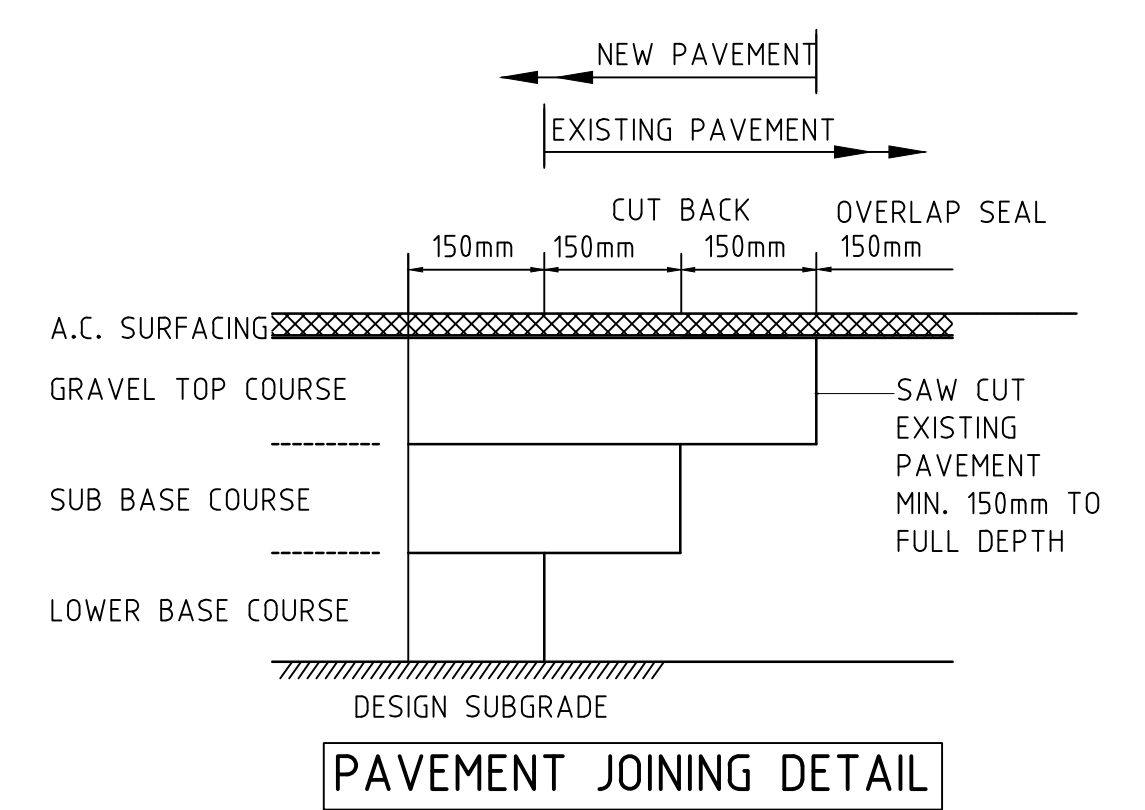 NEW PAVEMENT
EXISTING PAVEMENT
CUT BACK
OVERLAP SEAL
150mm 150mm 150mm 150mm
A.C. SURFACING
GRAVEL TOP COURSE
SAW CUT
EXISTING
PAVEMENT
MIN. 150mm TO
FULL DEPTH
SUB BASE COURSE
LOWER BASE COURSE
DESIGN SUBGRADE
PAVEMENT JOINING DETAIL